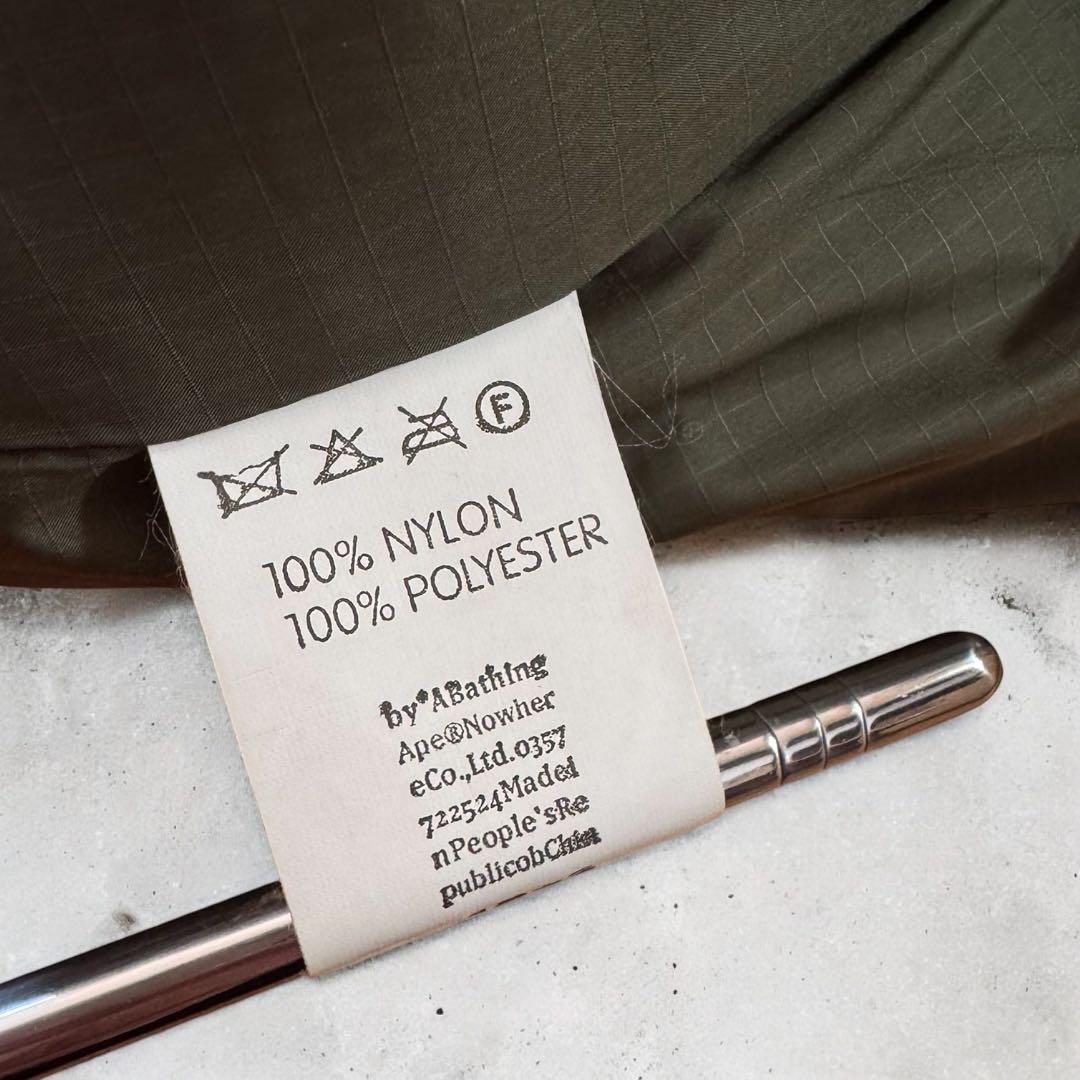 F
100% NYLON
100% POLYESTER
by*ABathing
Ape®Nowher
eCo.,Ltd.0357
722524MadeI
nPeople'sRe
publicobChin